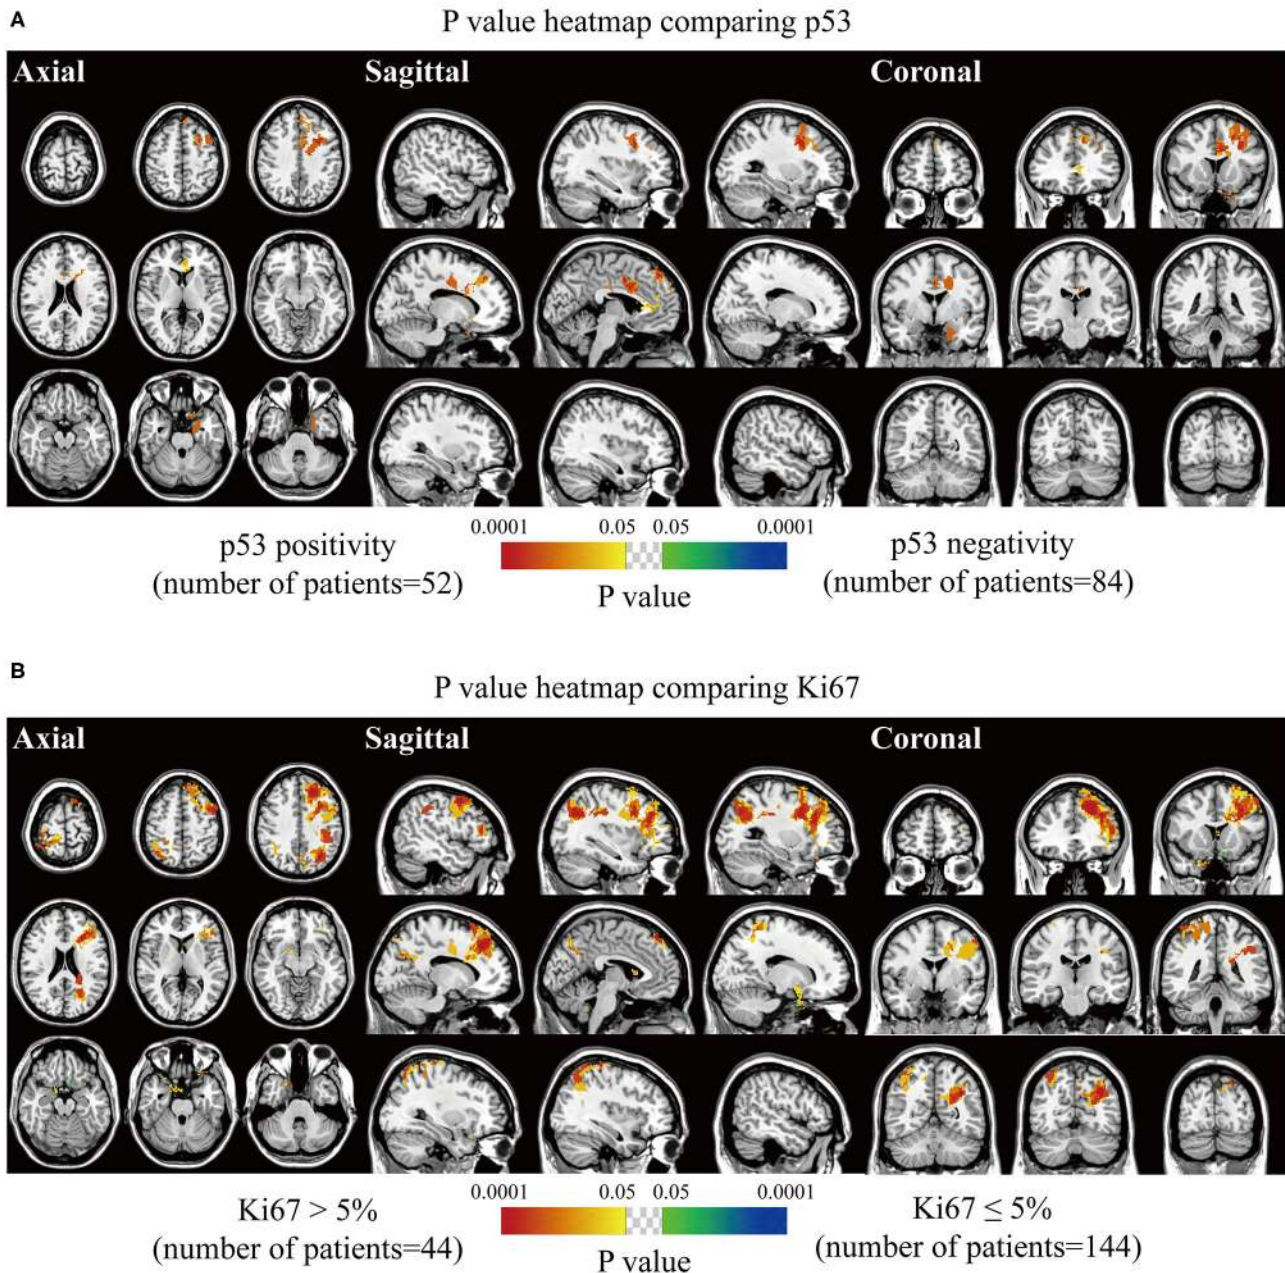 A
P value heatmap comparing p53
Axial
Sagittal
Coronal
0.0001 0.05 0.05 0.0001
p53 positivity
(number of patients=52)
P value
p53 negativity
(number of patients=84)
B
P value heatmap comparing Ki67
Axial
Sagittal
Coronal
0.0001 0.05 0.05 0.0001
Ki67 > 5%
(number of patients=44)
P value
Ki67 ≤ 5%
(number of patients=144)